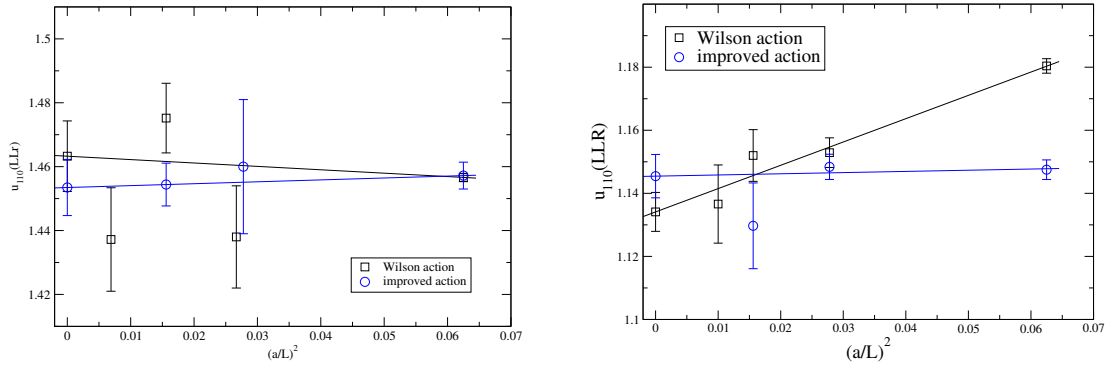 1.5
1.48
1.46
1.44
1.42
u110(LLr)
0 0.01 0.02 0.03 0.04 0.05 0.06 0.07
(a/L)2
Wilson action
improved action
1.18
1.16
1.14
1.12
1.1
u110(LLR)
0 0.01 0.02 0.03 0.04 0.05 0.06 0.07
(a/L)2
Wilson action
improved action